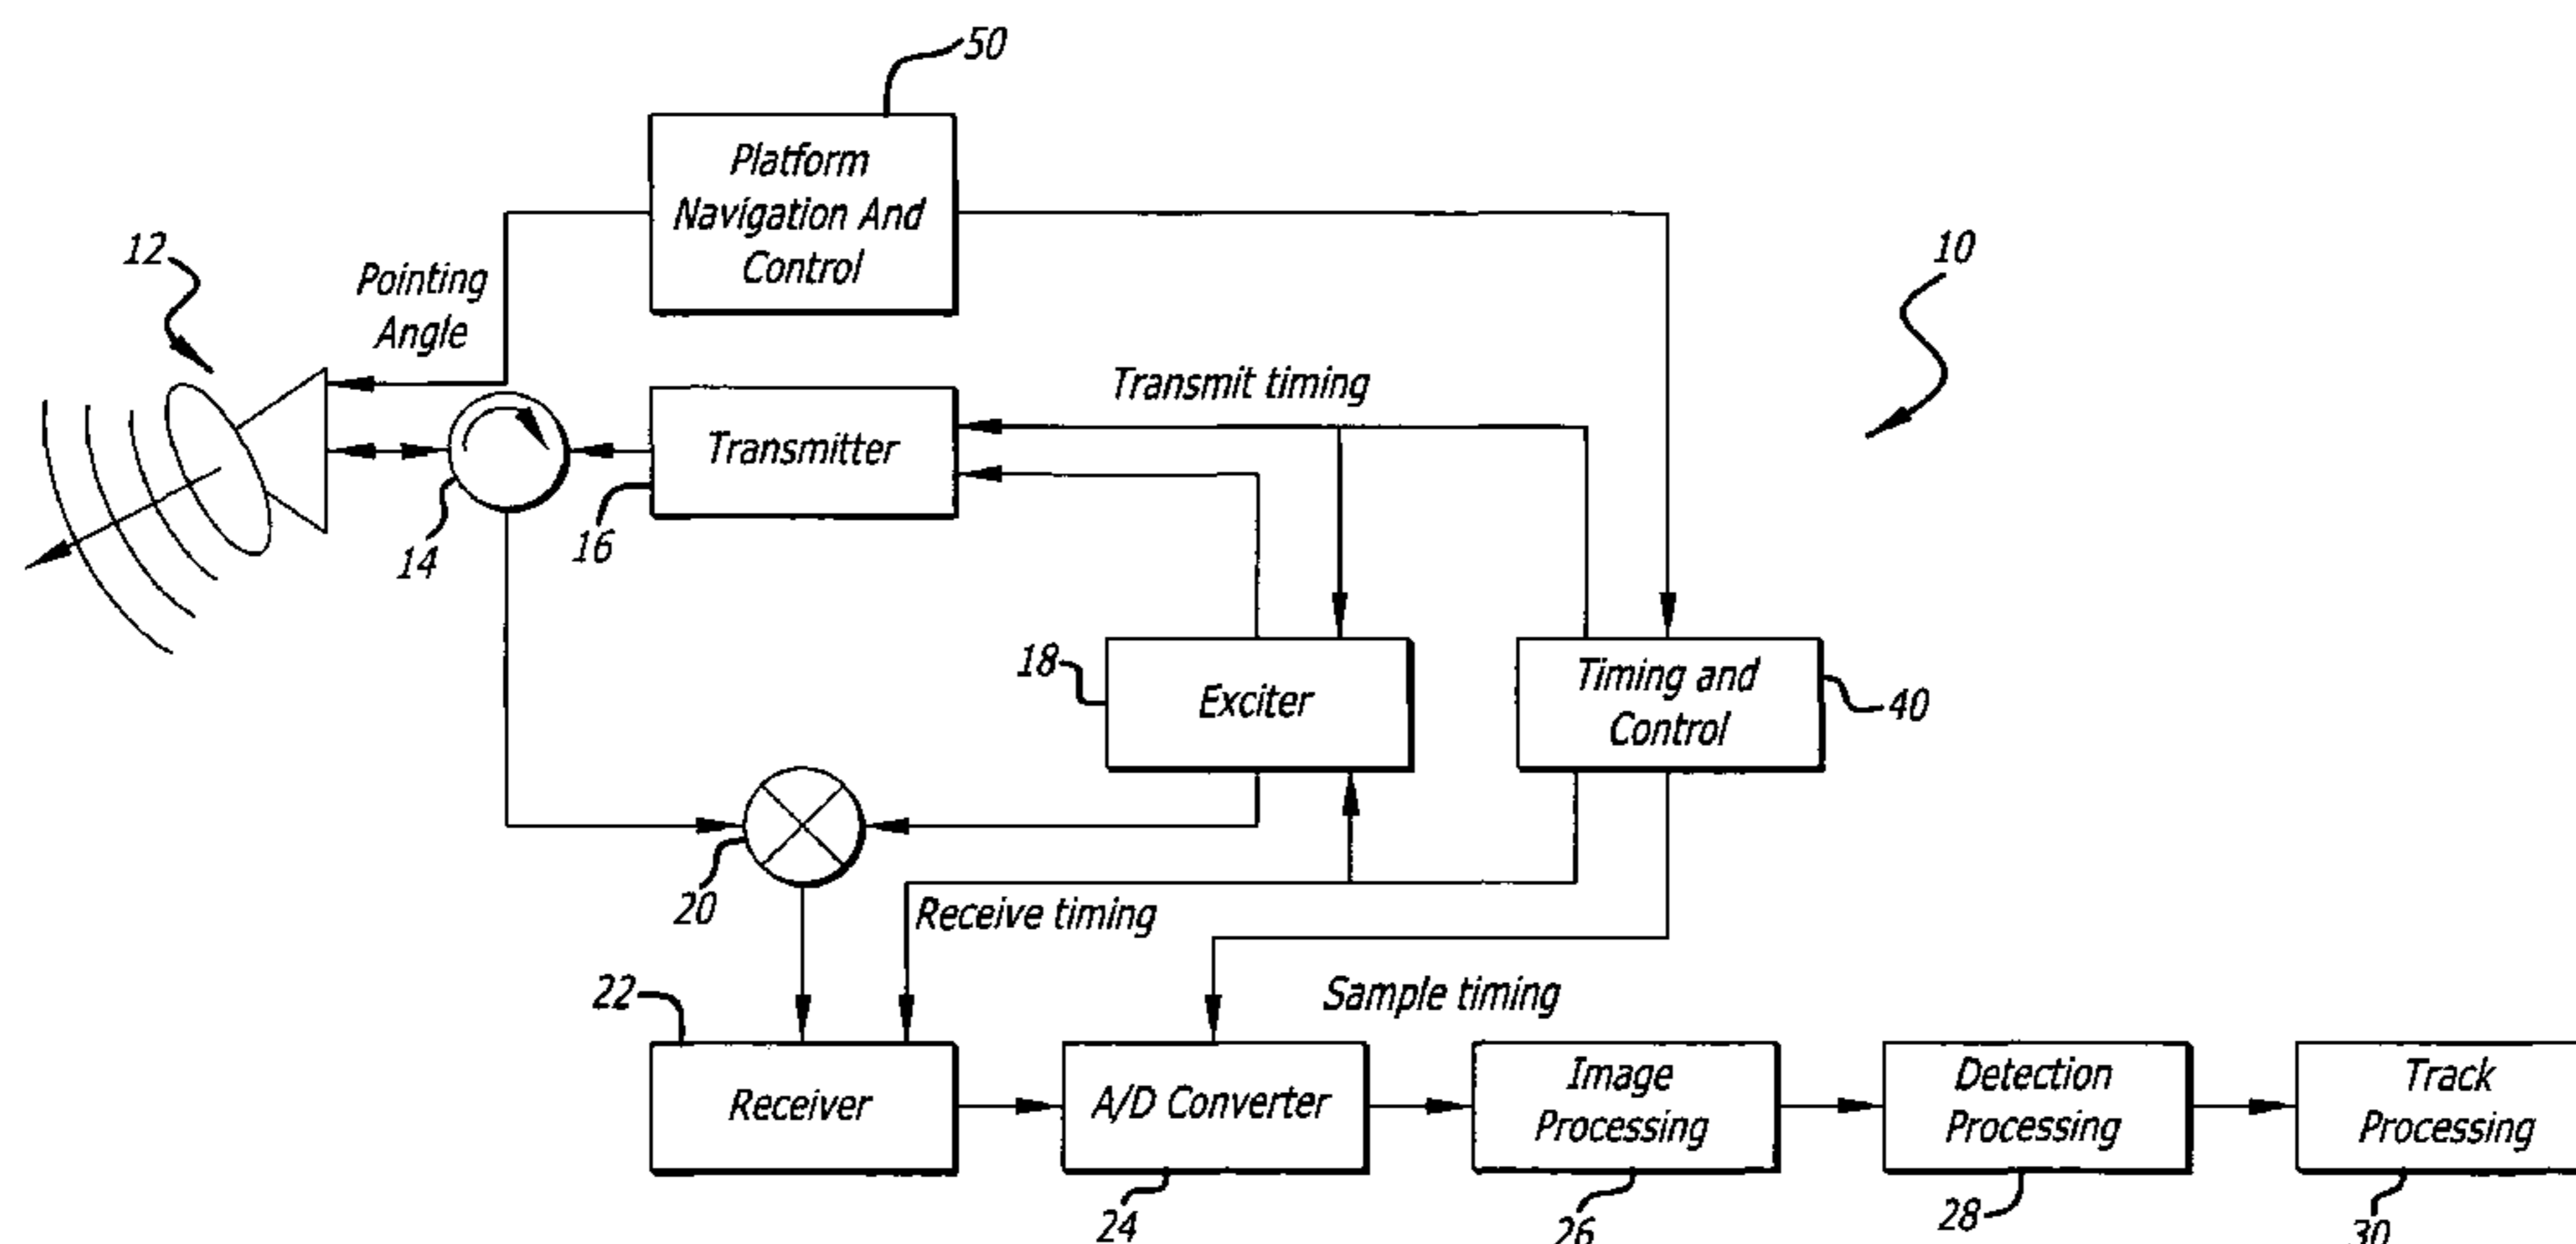 50
Platform
Navigation And
Control
12
Pointing
Angle
10
Transmit timing
Transmitter
14
16
18
Exciter
Timing and
Control
40
20
Receive timing
22
Sample timing
Receiver
A/D Converter
Image
Processing
Detection
Processing
Track
Processing
24
26
28
30